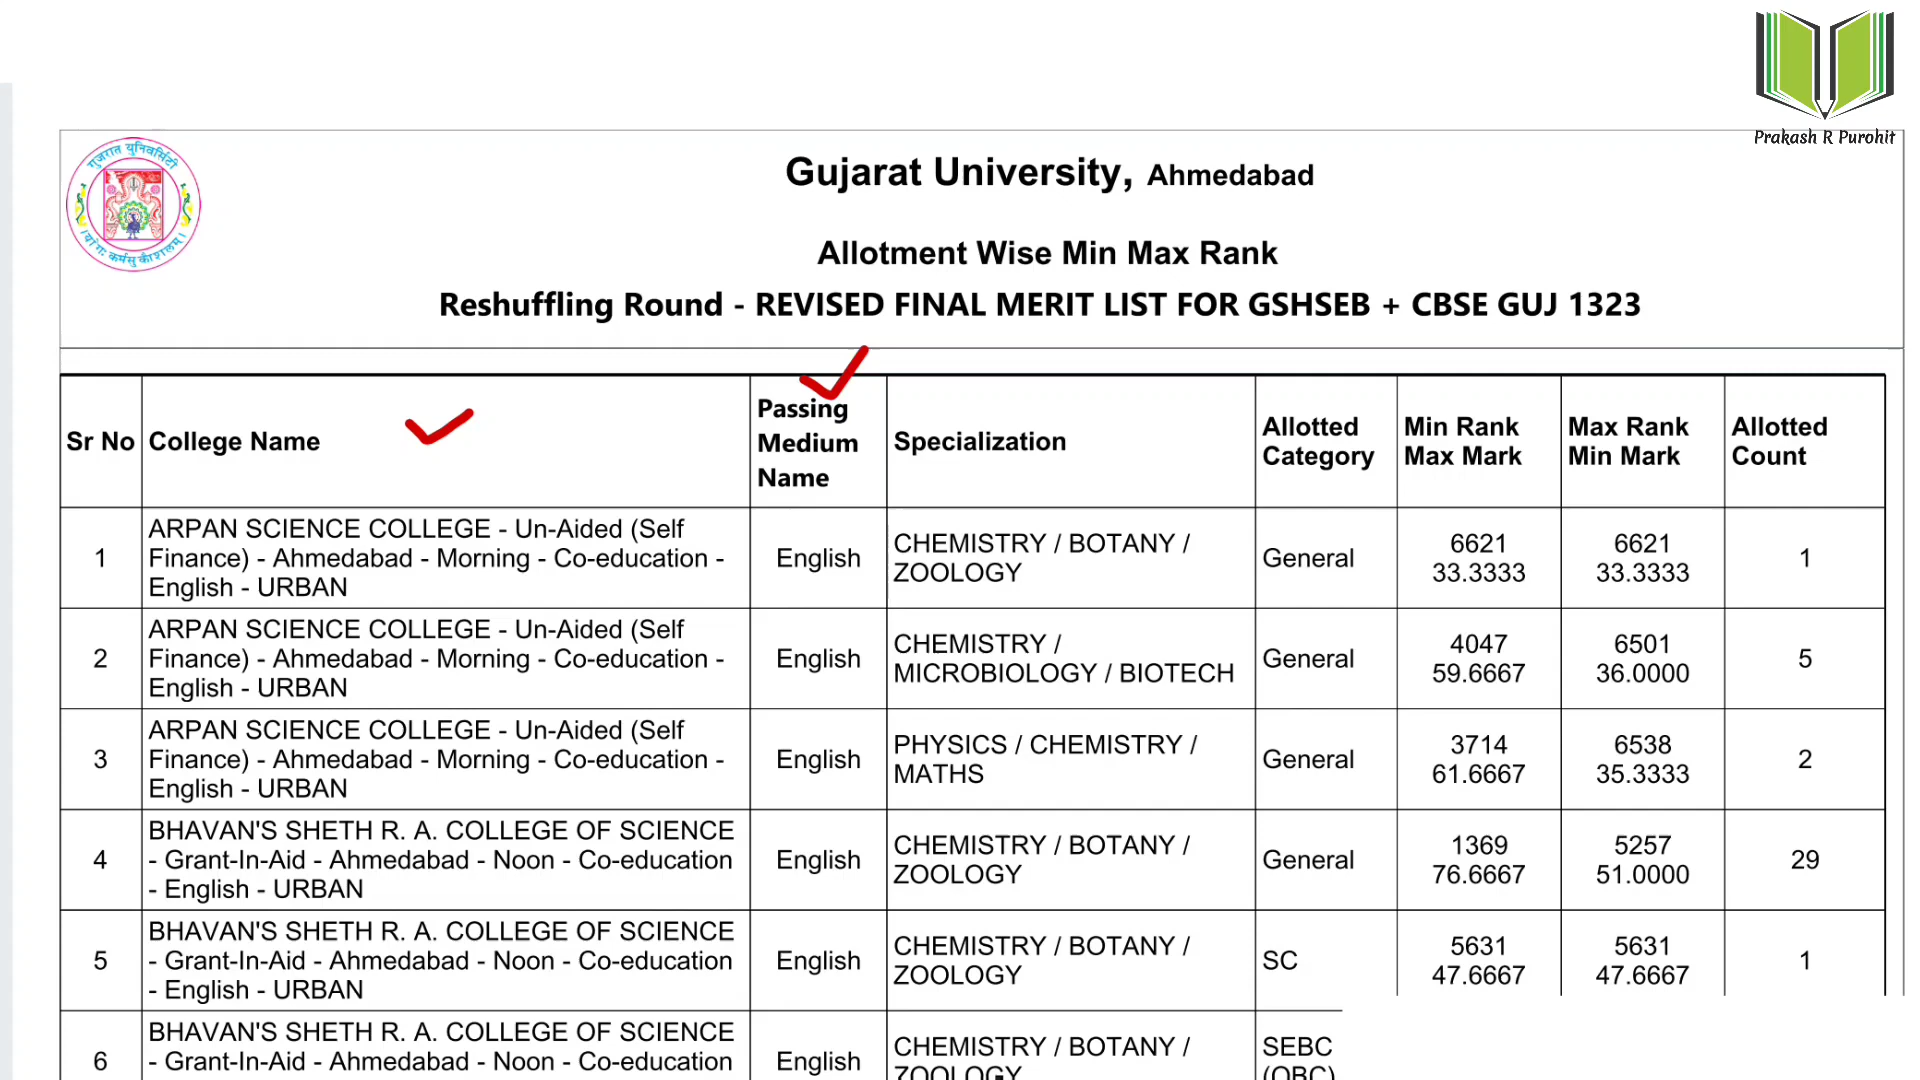 Prakash R Purohit
गुजरात युनिवर्सिटी
Gujarat University, Ahmedabad
Allotment Wise Min Max Rank
Reshuffling Round - REVISED FINAL MERIT LIST FOR GSHSEB + CBSE GUJ 1323
Sr No
College Name
Passing
Medium
Name
Specialization
Allotted
Category
Min Rank
Max Mark
Max Rank
Min Mark
Allotted
Count
1
ARPAN SCIENCE COLLEGE - Un-Aided (Self
Finance) - Ahmedabad - Morning - Co-education -
English - URBAN
English
CHEMISTRY / BOTANY /
ZOOLOGY
General
6621
33.3333
6621
33.3333
1
2
ARPAN SCIENCE COLLEGE - Un-Aided (Self
Finance) - Ahmedabad - Morning - Co-education -
English - URBAN
English
CHEMISTRY /
MICROBIOLOGY / BIOTECH
General
4047
59.6667
6501
36.0000
5
3
ARPAN SCIENCE COLLEGE - Un-Aided (Self
Finance) - Ahmedabad - Morning - Co-education -
English - URBAN
English
PHYSICS / CHEMISTRY /
MATHS
General
3714
61.6667
6538
35.3333
2
4
BHAVAN'S SHETH R. A. COLLEGE OF SCIENCE
- Grant-In-Aid - Ahmedabad - Noon - Co-education
- English - URBAN
English
CHEMISTRY / BOTANY /
ZOOLOGY
General
1369
76.6667
5257
51.0000
29
5
BHAVAN'S SHETH R. A. COLLEGE OF SCIENCE
- Grant-In-Aid - Ahmedabad - Noon - Co-education
- English - URBAN
English
CHEMISTRY / BOTANY /
ZOOLOGY
SC
5631
47.6667
5631
47.6667
1
6
BHAVAN'S SHETH R. A. COLLEGE OF SCIENCE
- Grant-In-Aid - Ahmedabad - Noon - Co-education
English
CHEMISTRY / BOTANY /
ZOOLOGY
SEBC
(OBC)